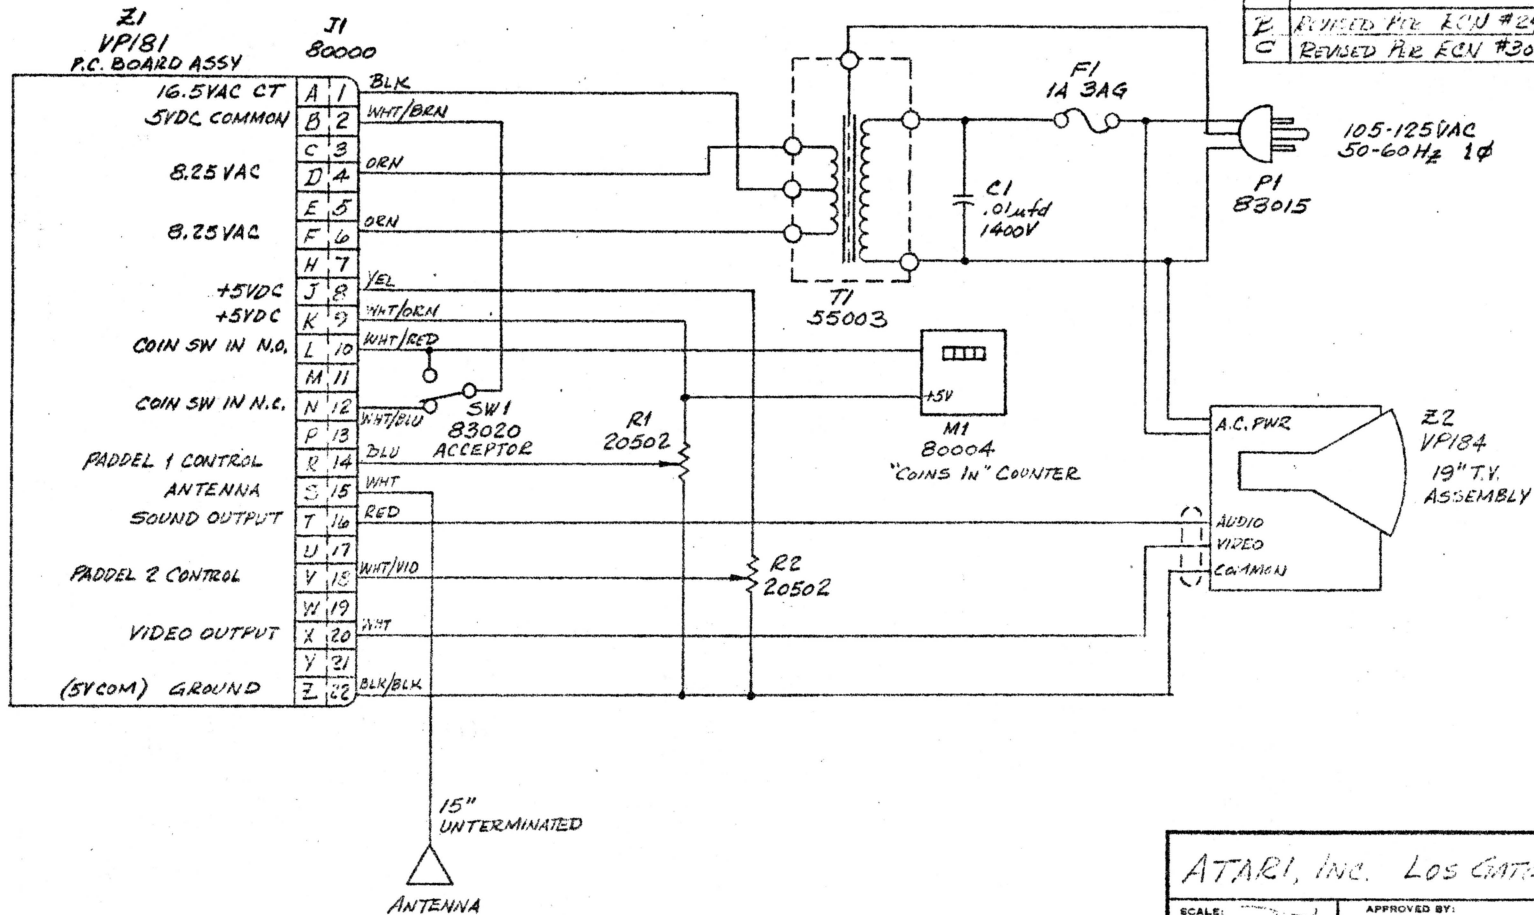 B REVISED PER ECN
C REVISED PER ECN #30
Z1
VP181
P.C. BOARD ASSY
J1
80000
16.5VAC CT A 1 BLK
5VDC COMMON B 2 WHT/BRN
C 3
8.25 VAC D 4 ORN
E 5
8.25 VAC F 6 ORN
H 7
+5VDC J 8 YEL
+5VDC K 9 WHT/ORN
COIN SW IN N.O. L 10 WHT/RED
M 11
COIN SW IN N.C. N 12 WHT/BLU
P 13
PADDEL 1 CONTROL R 14 BLU
ANTENNA S 15 WHT
SOUND OUTPUT T 16 RED
U 17
PADDEL 2 CONTROL V 18 WHT/VIO
W 19
VIDEO OUTPUT X 20 WHT
Y 21
(5VCOM) GROUND Z 22 BLK/BLK
SW1
83020
ACCEPTOR
R1
20502
R2
20502
T1
55003
C1
.01ufd
1400V
F1
1A 3AG
105-125VAC
50-60Hz 1φ
P1
83015
+5V
M1
80004
"COINS IN" COUNTER
A.C. PWR
AUDIO
VIDEO
COMMON
Z2
VP184
19" T.V.
ASSEMBLY
15"
UNTERMINATED
ANTENNA
ATARI, INC. LOS
SCALE:
APPROVED BY: